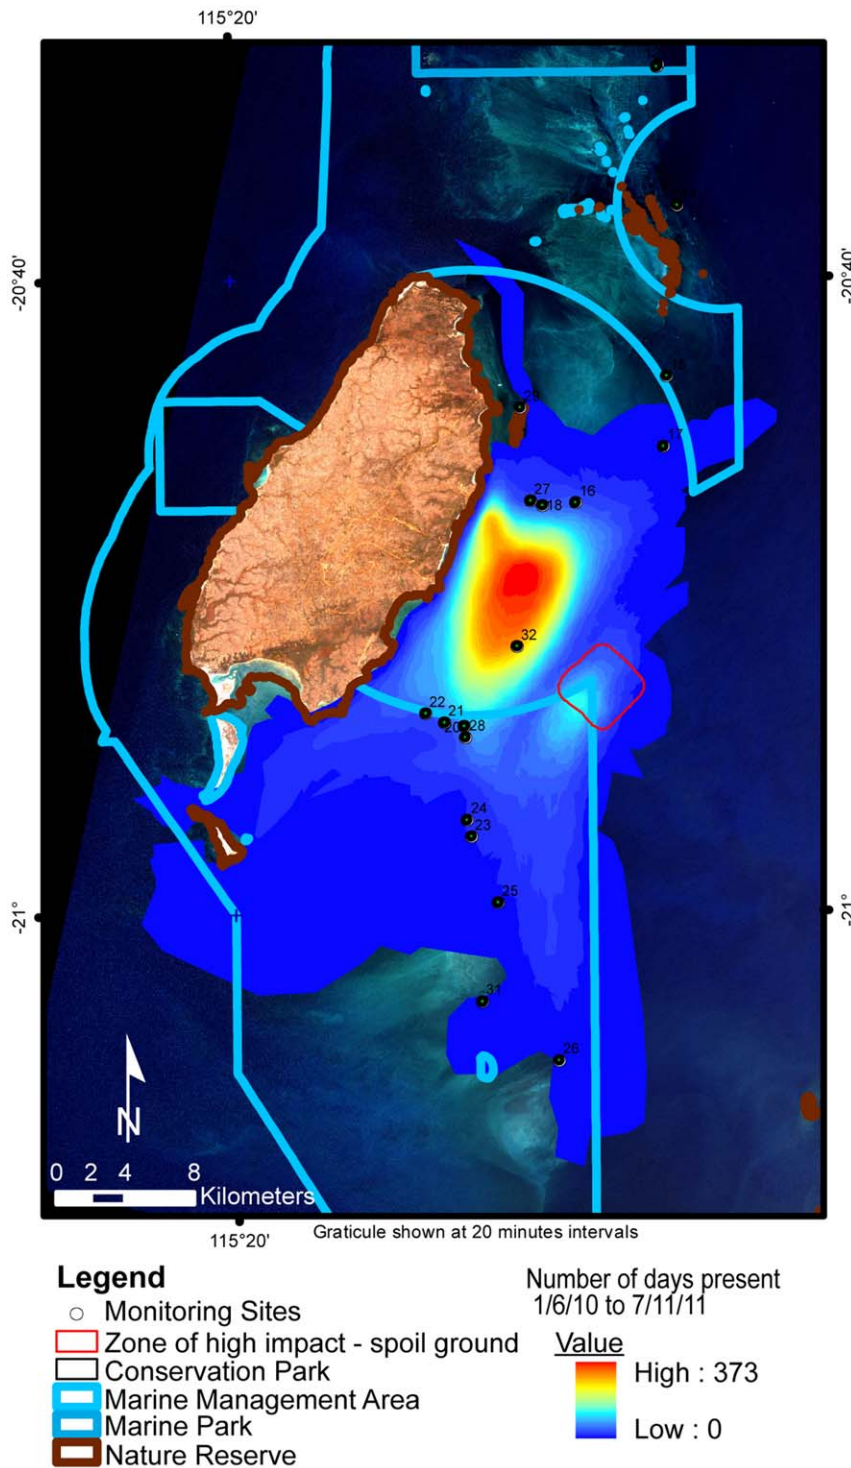 115°20'
-20°40'
-20°40'
29
17
27
16
18
32
22
21
20
28
24
23
25
-21°
-21°
31
26
N
0 2 4 8
Kilometers
115°20'
Graticule shown at 20 minutes intervals
Legend
Monitoring Sites
Zone of high impact - spoil ground
Conservation Park
Marine Management Area
Marine Park
Nature Reserve
Number of days present
1/6/10 to 7/11/11
Value
High : 373
Low : 0